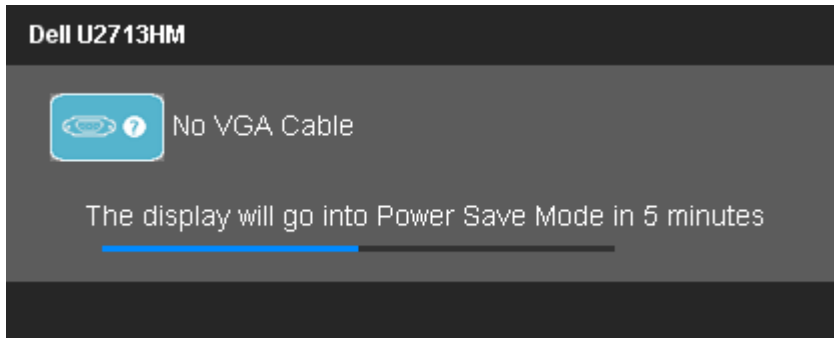 Dell U2713HM
? No VGA Cable
The display will go into Power Save Mode in 5 minutes